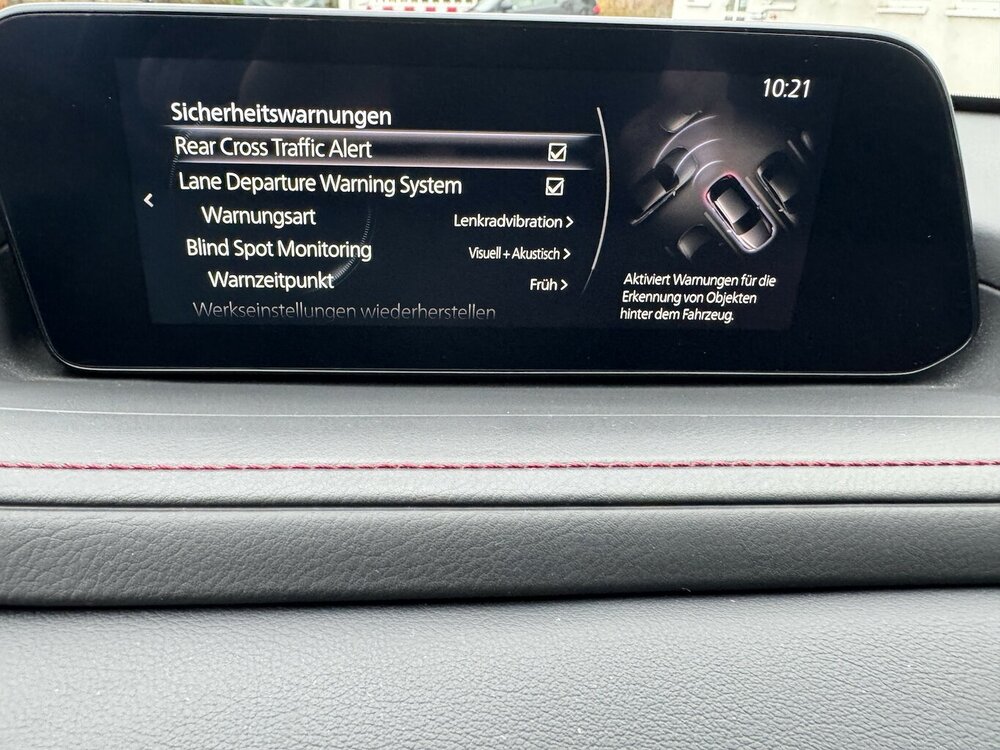 10:21
Sicherheitswarnungen
Rear Cross Traffic Alert
Lane Departure Warning System
Warnungsart Lenkradvibration
Blind Spot Monitoring Visuell + Akustisch
Warnzeitpunkt Früh
Werkseinstellungen wiederherstellen
Aktiviert Warnungen für die
Erkennung von Objekten
hinter dem Fahrzeug.